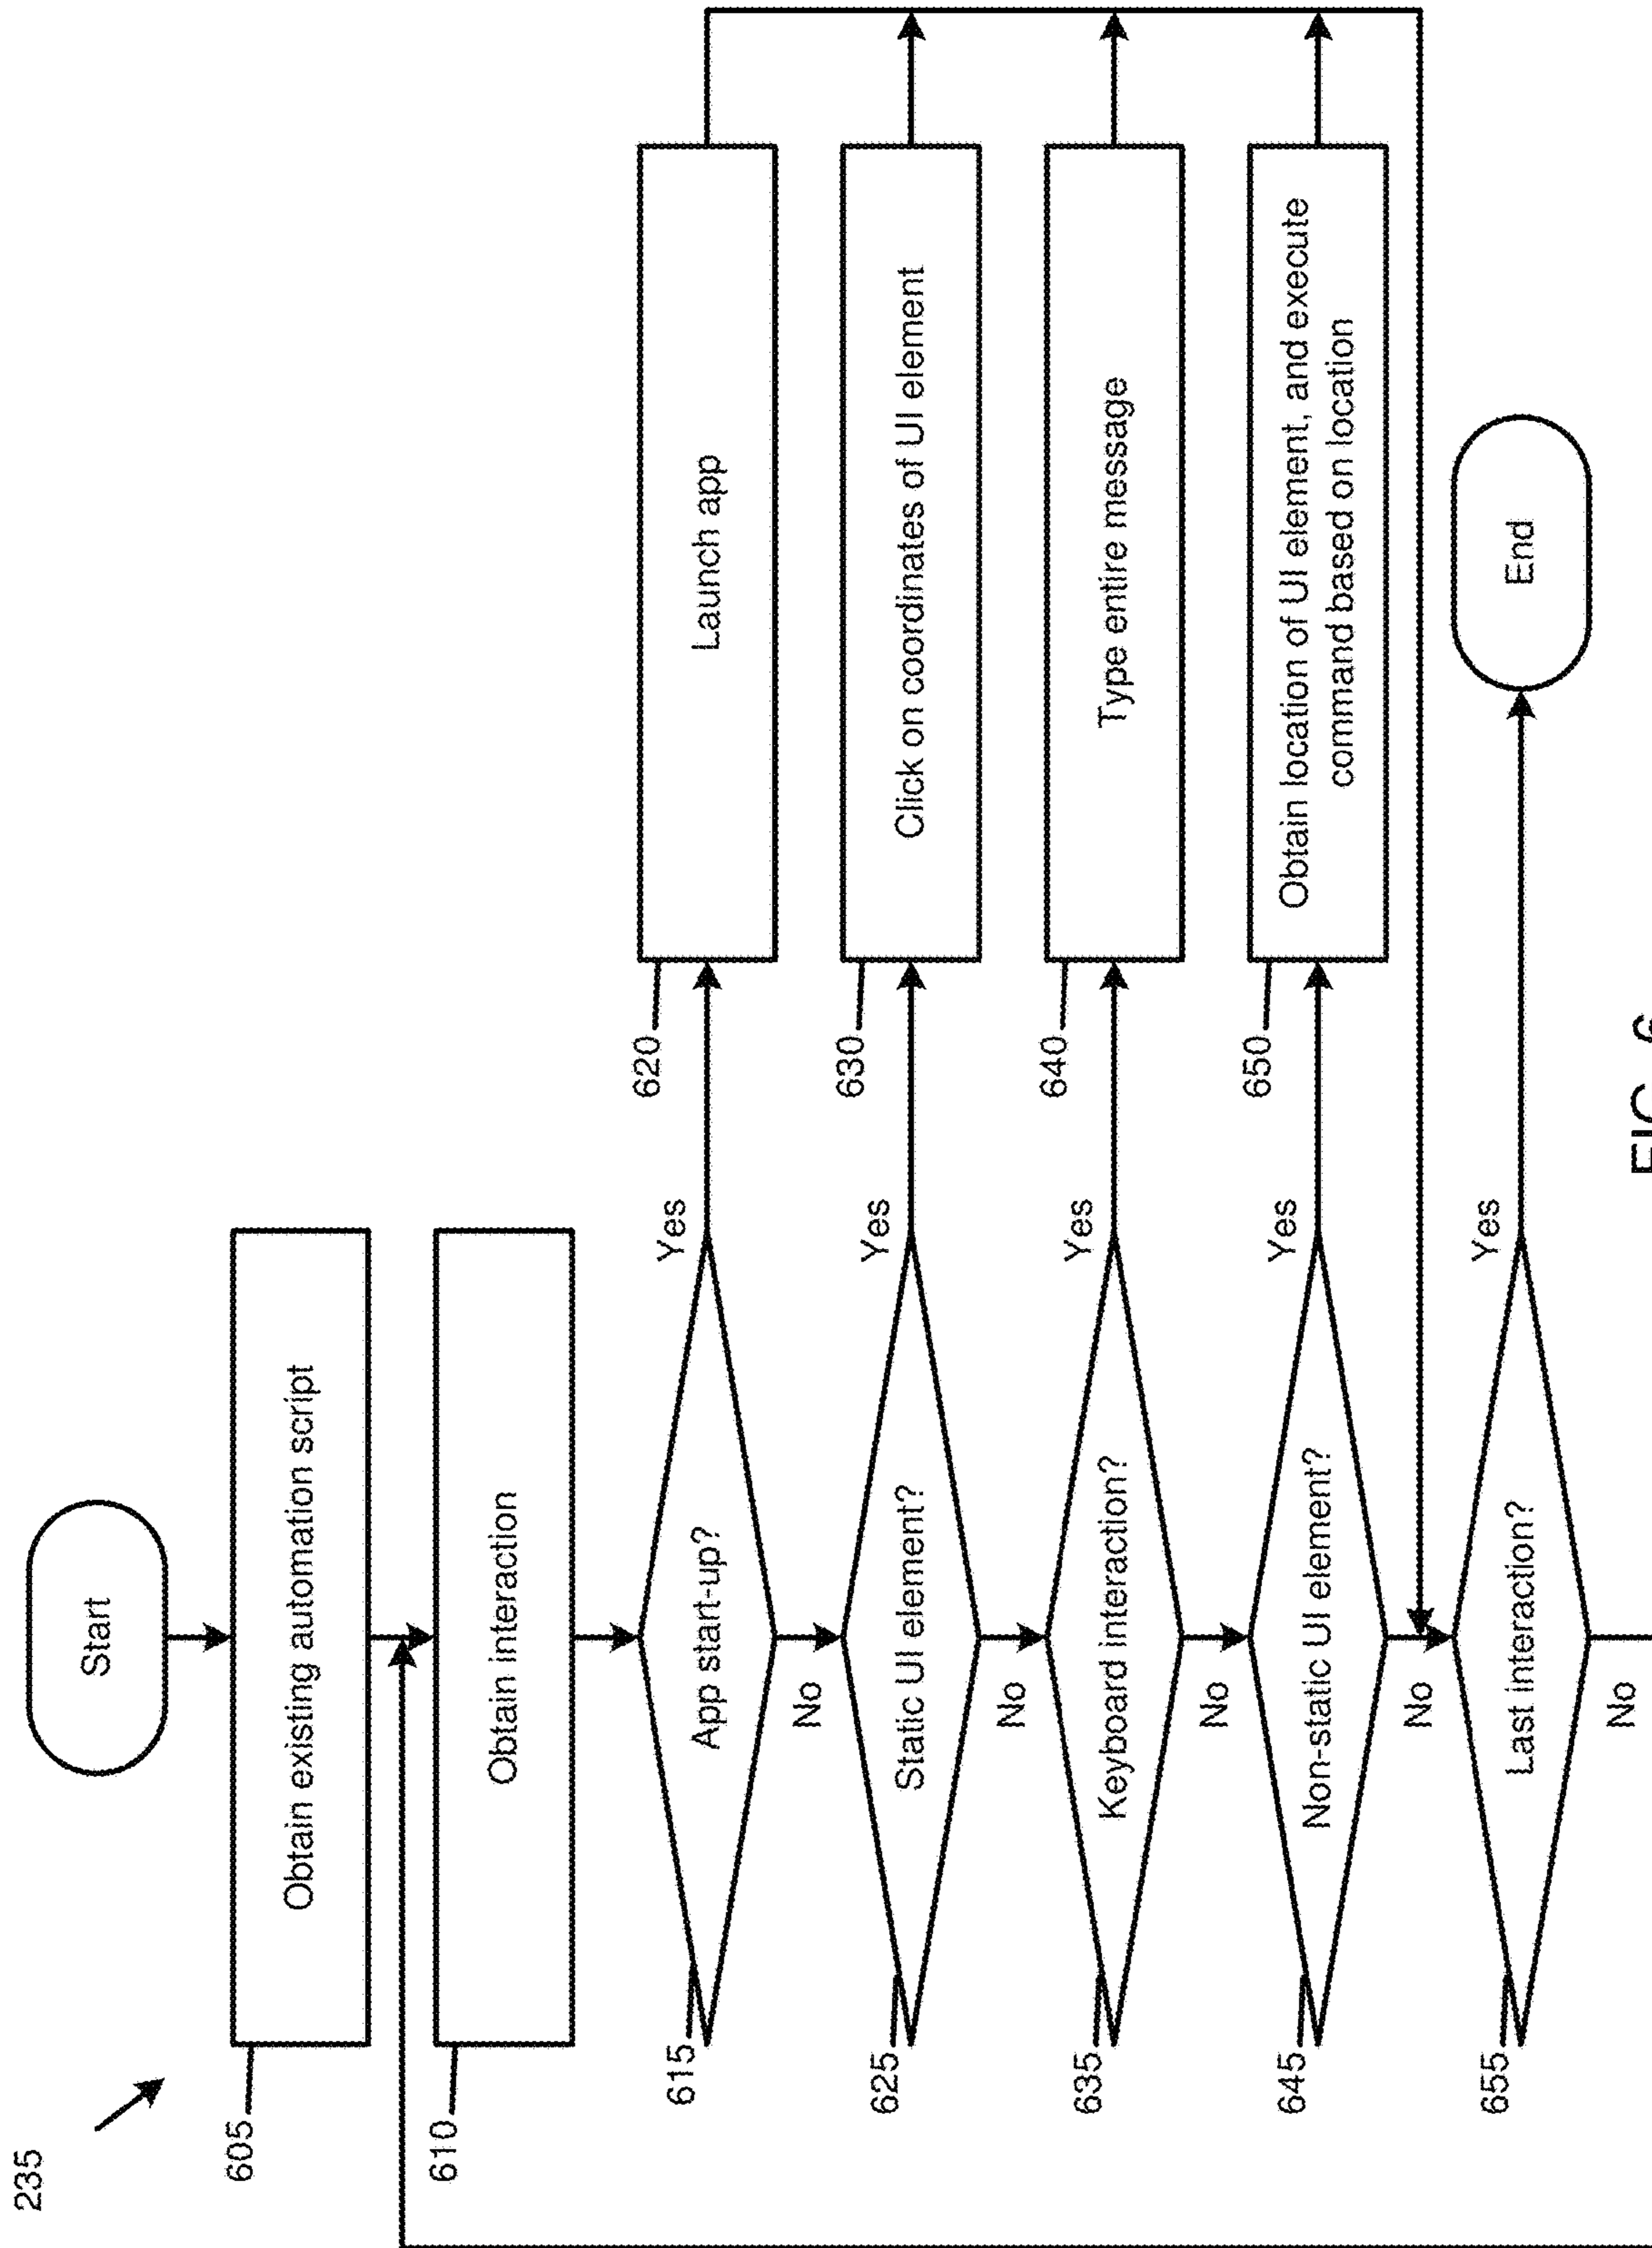 235
Start
605
Obtain existing automation script
610
Obtain interaction
615
App start-up?
Yes
620
Launch app
No
625
Static UI element?
Yes
630
Click on coordinates of UI element
No
635
Keyboard interaction?
Yes
640
Type entire message
No
645
Non-static UI element?
Yes
650
Obtain location of UI element, and execute
command based on location
No
655
Last interaction?
Yes
End
No